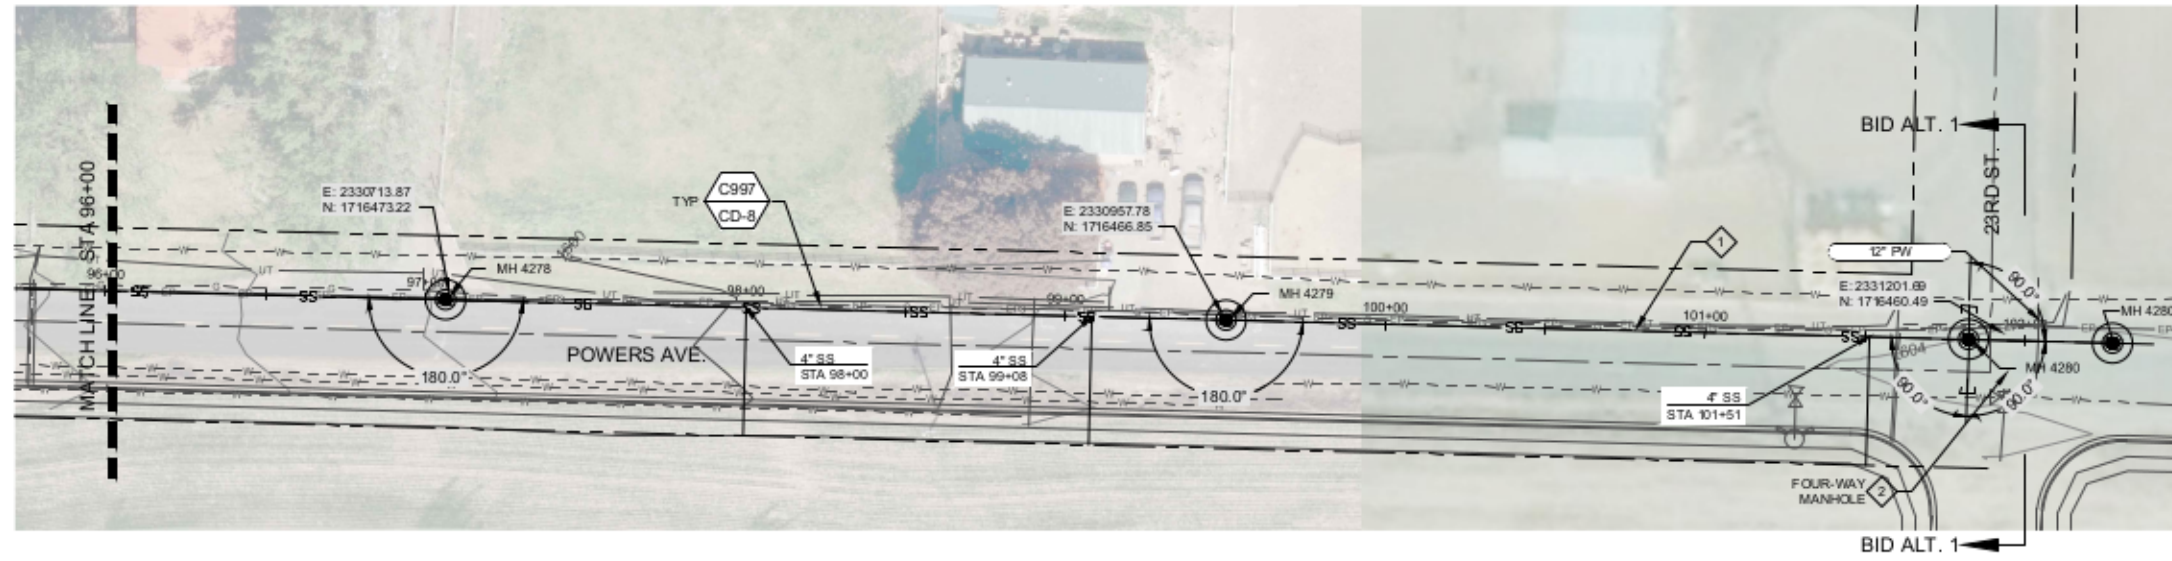 BID ALT. 1
MATCH LINE STA 96+00
23RD ST.
E: 2330713.87
N: 1716473.22
TYP
C997
CD-8
E: 2330957.78
N: 1716466.85
1
12" PW
90.0°
E: 2331201.69
N: 1716460.49
MH 4278
MH 4279
MH 4280
MH 4280
1600
96+00
98+00
99+00
100+00
101+00
SS
SS
SS
SS
SS
SS
SS
W
W
W
UT
UT
POWERS AVE.
180.0°
4" SS
STA 98+00
4" SS
STA 99+08
180.0°
4" SS
STA 101+51
90.0°
90.0°
FOUR-WAY
MANHOLE
2
BID ALT. 1